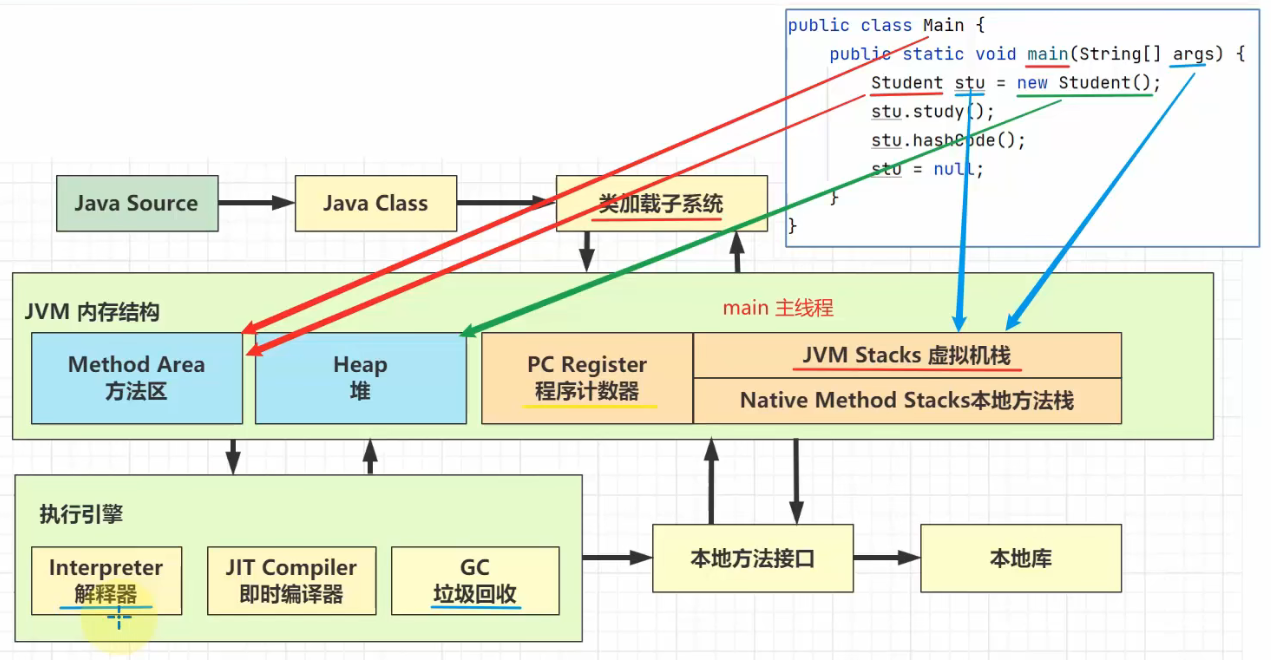 public class Main {
public static void main(String[] args) {
Student stu = new Student();
stu.study();
stu.hashCode();
stu = null;
}
}
Java Source
Java Class
类加载子系统
JVM 内存结构
main 主线程
Method Area
方法区
Heap
堆
PC Register
程序计数器
JVM Stacks 虚拟机栈
Native Method Stacks本地方法栈
执行引擎
Interpreter
解释器
JIT Compiler
即时编译器
GC
垃圾回收
本地方法接口
本地库